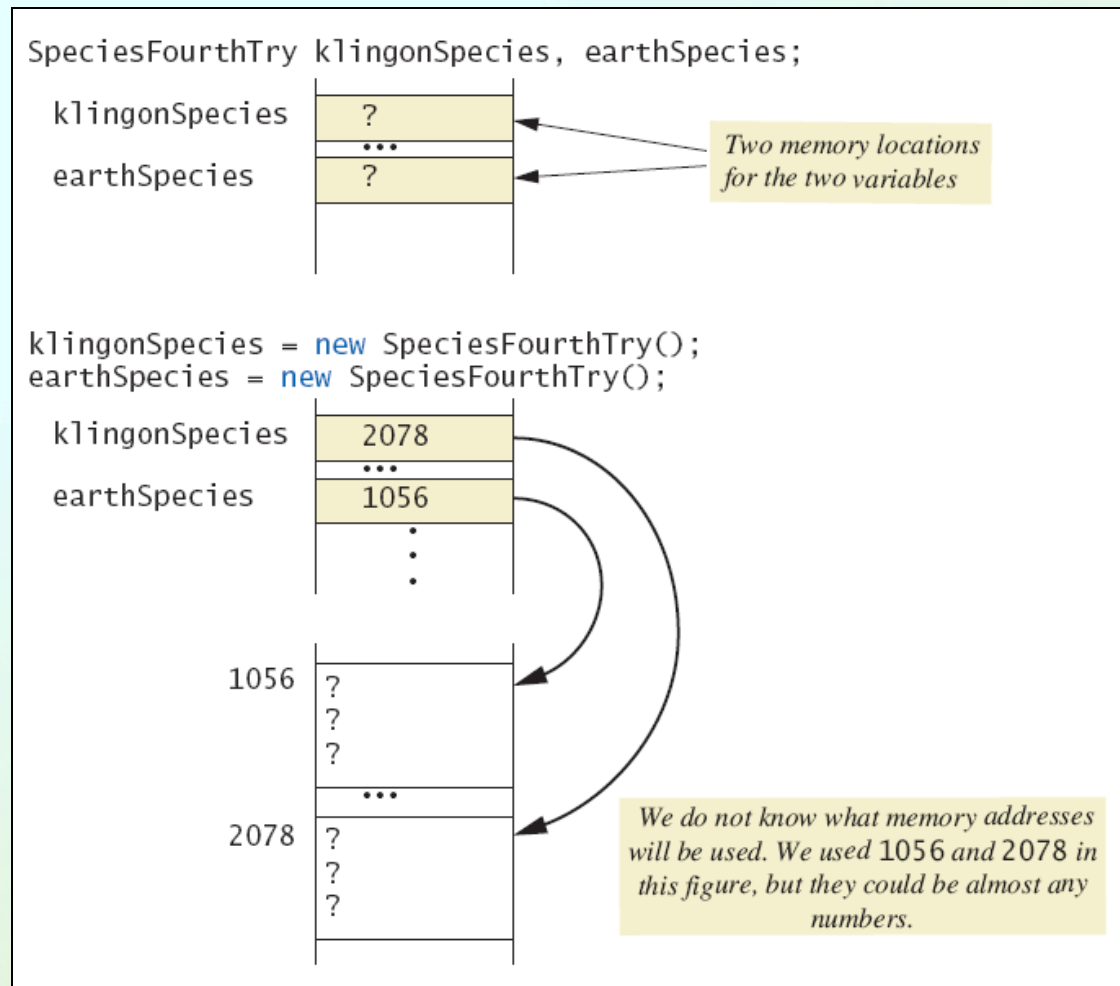 SpeciesFourthTry klingonSpecies, earthSpecies;
klingonSpecies ?
...
earthSpecies ?
Two memory locations
for the two variables
klingonSpecies = new SpeciesFourthTry();
earthSpecies = new SpeciesFourthTry();
klingonSpecies 2078
...
earthSpecies 1056
.
.
.
1056 ?
?
?
...
2078 ?
?
?
We do not know what memory addresses
will be used. We used 1056 and 2078 in
this figure, but they could be almost any
numbers.